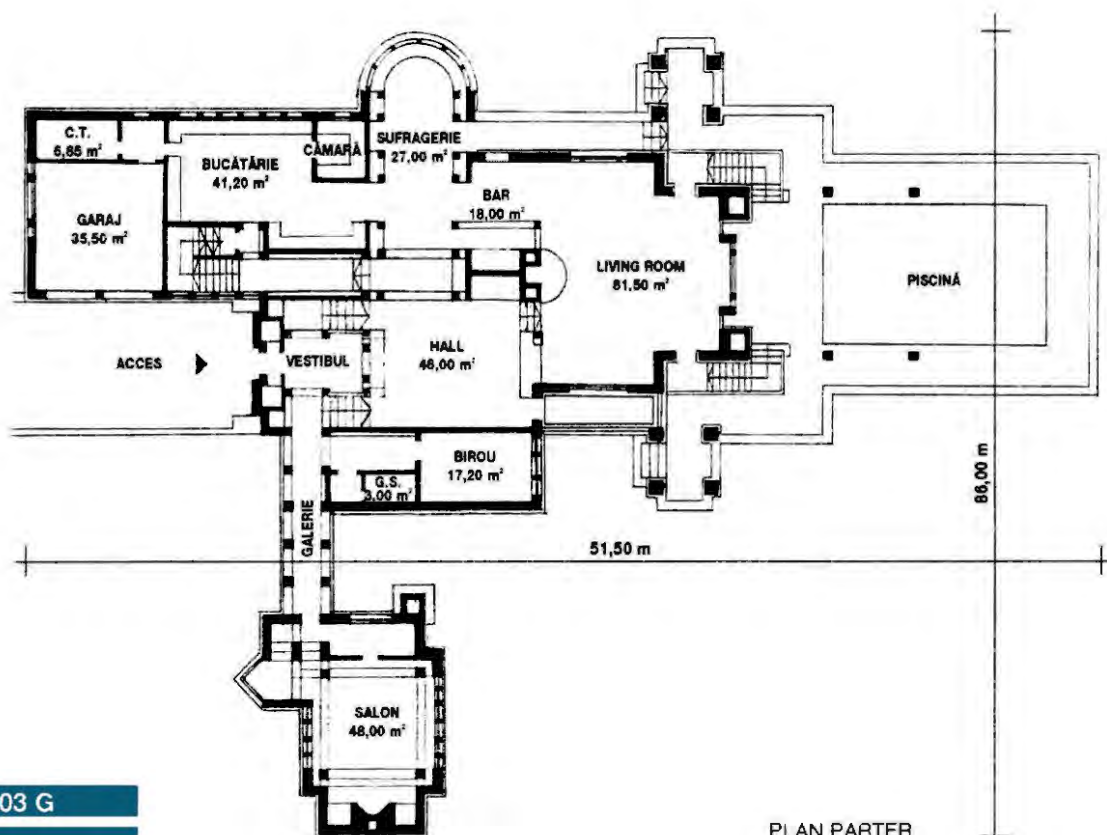 C.T.
6,85 m²
BUCĂTĂRIE
41,20 m²
CĂMARĂ
SUFRAGERIE
27,00 m²
BAR
18,00 m²
GARAJ
35,50 m²
LIVING ROOM
81,50 m²
PISCINĂ
ACCES
VESTIBUL
HALL
46,00 m²
BIROU
17,20 m²
G.S.
3,00 m²
GALERIE
86,00 m
51,50 m
SALON
48,00 m²
03 G
PLAN PARTER